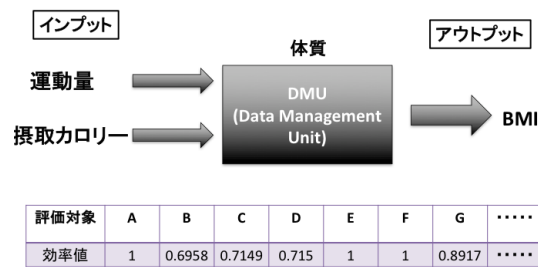 インプット
アウトプット
体質
運動量
摂取カロリー
DMU
(Data Management
Unit)
BMI
評価対象 A B C D E F G ・・・・・
効率値 1 0.6958 0.7149 0.715 1 1 0.8917 ・・・・・